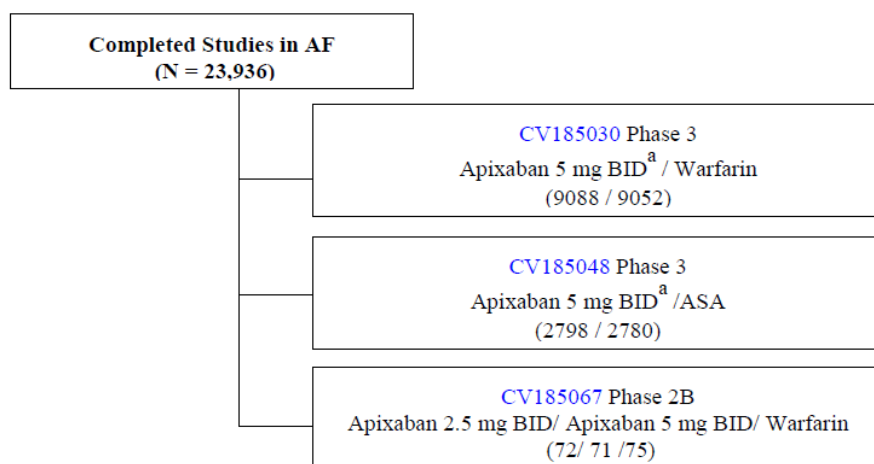 Completed Studies in AF
(N = 23,936)
CV185030 Phase 3
Apixaban 5 mg BIDª / Warfarin
(9088 / 9052)
CV185048 Phase 3
Apixaban 5 mg BIDª /ASA
(2798 / 2780)
CV185067 Phase 2B
Apixaban 2.5 mg BID/ Apixaban 5 mg BID/ Warfarin
(72/ 71 /75)